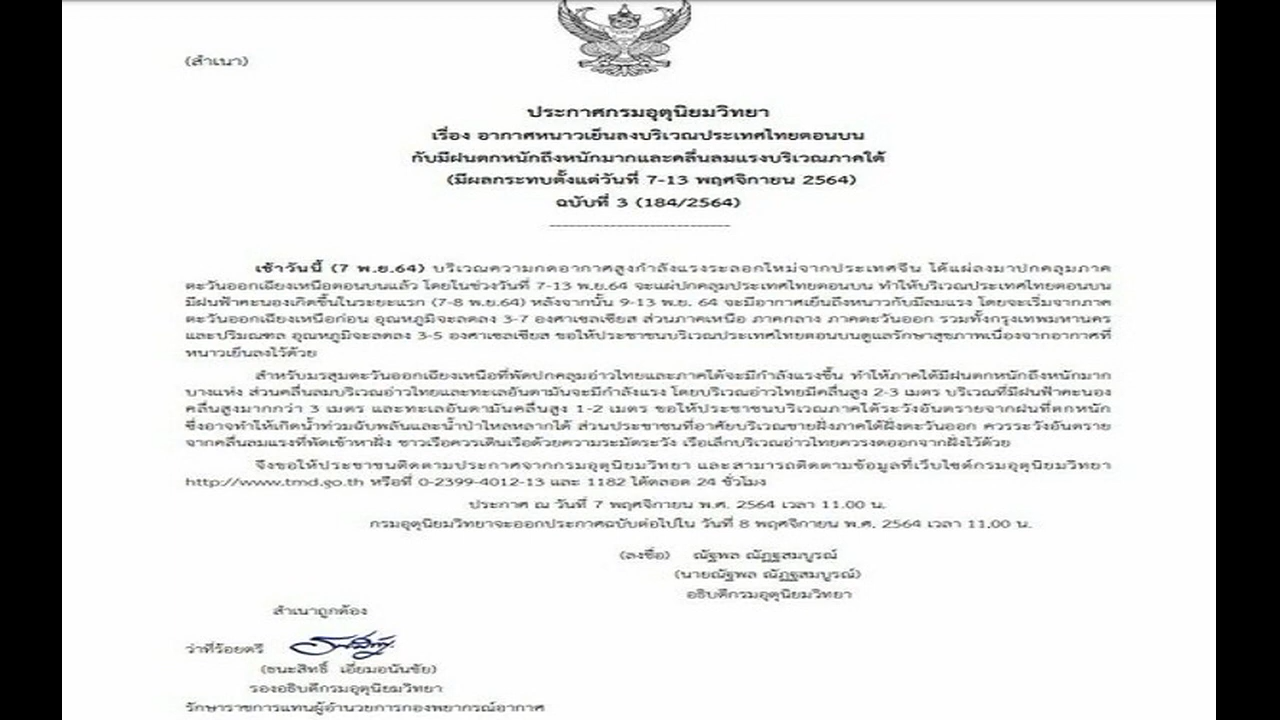 (สำเนา)
ประกาศกรมอุตุนิยมวิทยา
เรื่อง อากาศหนาวเย็นลงบริเวณประเทศไทยตอนบน
กับมีฝนตกหนักถึงหนักมากและคลื่นลมแรงบริเวณภาคใต้
(มีผลกระทบตั้งแต่วันที่ 7-13 พฤศจิกายน 2564)
ฉบับที่ 3 (184/2564)
เช้าวันนี้ (7 พ.ย.64) บริเวณความกดอากาศสูงกำลังแรงระลอกใหม่จากประเทศจีน ได้แผ่ลงมาปกคลุมภาค
ตะวันออกเฉียงเหนือตอนบนแล้ว โดยในช่วงวันที่ 7-13 พ.ย.64 จะแผ่ปกคลุมประเทศไทยตอนบน ทำให้บริเวณประเทศไทยตอนบน
มีฝนฟ้าคะนองเกิดขึ้นในระยะแรก (7-8 พ.ย.64) หลังจากนั้น 9-13 พ.ย. 64 จะมีอากาศเย็นถึงหนาวกับมีลมแรง โดยจะเริ่มจากภาค
ตะวันออกเฉียงเหนือก่อน อุณหภูมิจะลดลง 3-7 องศาเซลเซียส ส่วนภาคเหนือ ภาคกลาง ภาคตะวันออก รวมทั้งกรุงเทพมหานคร
และปริมณฑล อุณหภูมิจะลดลง 3-5 องศาเซลเซียส ขอให้ประชาชนบริเวณประเทศไทยตอนบนดูแลรักษาสุขภาพเนื่องจากอากาศที่
หนาวเย็นลงไว้ด้วย
สำหรับมรสุมตะวันออกเฉียงเหนือที่พัดปกคลุมอ่าวไทยและภาคใต้จะมีกำลังแรงขึ้น ทำให้ภาคใต้มีฝนตกหนักถึงหนักมาก
บางแห่ง ส่วนคลื่นลมบริเวณอ่าวไทยและทะเลอันดามันจะมีกำลังแรง โดยบริเวณอ่าวไทยมีคลื่นสูง 2-3 เมตร บริเวณที่มีฝนฟ้าคะนอง
คลื่นสูงมากกว่า 3 เมตร และทะเลอันดามันคลื่นสูง 1-2 เมตร ขอให้ประชาชนบริเวณภาคใต้ระวังอันตรายจากฝนที่ตกหนัก
ซึ่งอาจทำให้เกิดน้ำท่วมฉับพลันและน้ำป่าไหลหลากได้ ส่วนประชาชนที่อาศัยบริเวณชายฝั่งภาคใต้ฝั่งตะวันออก ควรระวังอันตราย
จากคลื่นลมแรงที่พัดเข้าหาฝั่ง ชาวเรือควรเดินเรือด้วยความระมัดระวัง เรือเล็กบริเวณอ่าวไทยควรงดออกจากฝั่งไว้ด้วย
จึงขอให้ประชาชนติดตามประกาศจากกรมอุตุนิยมวิทยา และสามารถติดตามข้อมูลที่เว็บไซต์กรมอุตุนิยมวิทยา
http://www.tmd.go.th หรือที่ 0-2399-4012-13 และ 1182 ได้ตลอด 24 ชั่วโมง
ประกาศ ณ วันที่ 7 พฤศจิกายน พ.ศ. 2564 เวลา 11.00 น.
กรมอุตุนิยมวิทยาจะออกประกาศฉบับต่อไปใน วันที่ 8 พฤศจิกายน พ.ศ. 2564 เวลา 11.00 น.
(ลงชื่อ) ณัฐพล ณัฏฐสมบูรณ์
(นายณัฐพล ณัฏฐสมบูรณ์)
อธิบดีกรมอุตุนิยมวิทยา
สำเนาถูกต้อง
ว่าที่ร้อยตรี
(ธนะสิทธิ์ เอี่ยมอนันชัย)
รองอธิบดีกรมอุตุนิยมวิทยา
รักษาราชการแทนผู้อำนวยการกองพยากรณ์อากาศ